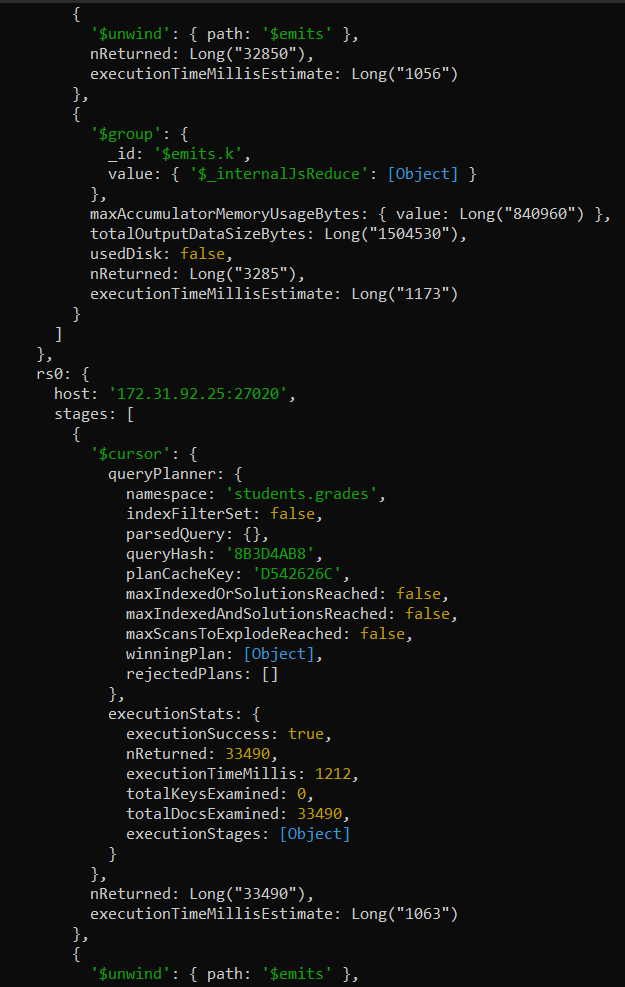 {
'$unwind': { path: '$emits' },
nReturned: Long("32850"),
executionTimeMillisEstimate: Long("1056")
},
{
'$group': {
_id: '$emits.k',
value: { '$_internalJsReduce': [Object] }
},
maxAccumulatorMemoryUsageBytes: { value: Long("840960") },
totalOutputDataSizeBytes: Long("1504530"),
usedDisk: false,
nReturned: Long("3285"),
executionTimeMillisEstimate: Long("1173")
}
]
},
rs0: {
host: '172.31.92.25:27020',
stages: [
{
'$cursor': {
queryPlanner: {
namespace: 'students.grades',
indexFilterSet: false,
parsedQuery: {},
queryHash: '8B3D4AB8',
planCacheKey: 'D542626C',
maxIndexedOrSolutionsReached: false,
maxIndexedAndSolutionsReached: false,
maxScansToExplodeReached: false,
winningPlan: [Object],
rejectedPlans: []
},
executionStats: {
executionSuccess: true,
nReturned: 33490,
executionTimeMillis: 1212,
totalKeysExamined: 0,
totalDocsExamined: 33490,
executionStages: [Object]
}
},
nReturned: Long("33490"),
executionTimeMillisEstimate: Long("1063")
},
{
'$unwind': { path: '$emits' },